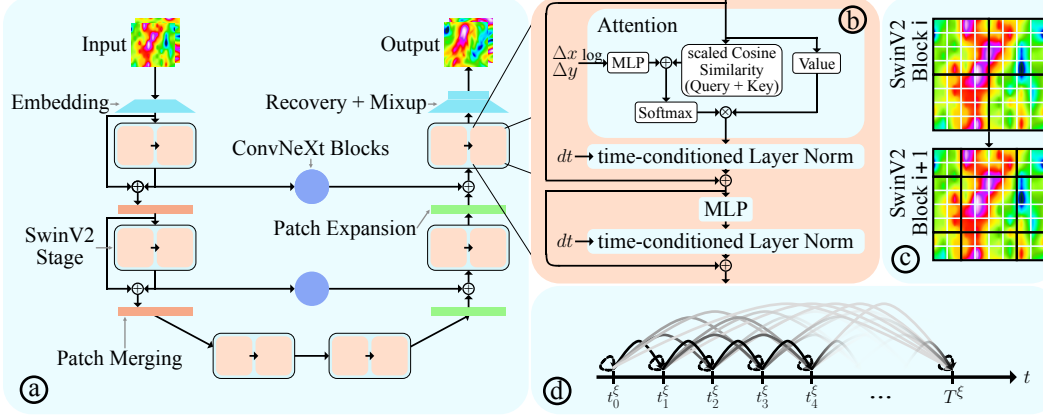 Input
Output
Embedding
Recovery + Mixup
ConvNeXt Blocks
Patch Expansion
SwinV2
Stage
Patch Merging
a
b
Attention
Δx
Δy
log
MLP
scaled Cosine
Similarity
(Query + Key)
Value
Softmax
dt
time-conditioned Layer Norm
MLP
dt
time-conditioned Layer Norm
c
SwinV2
Block i
SwinV2
Block i+1
d
t₀^ξ
t₁^ξ
t₂^ξ
t₃^ξ
t₄^ξ
...
T^ξ
t